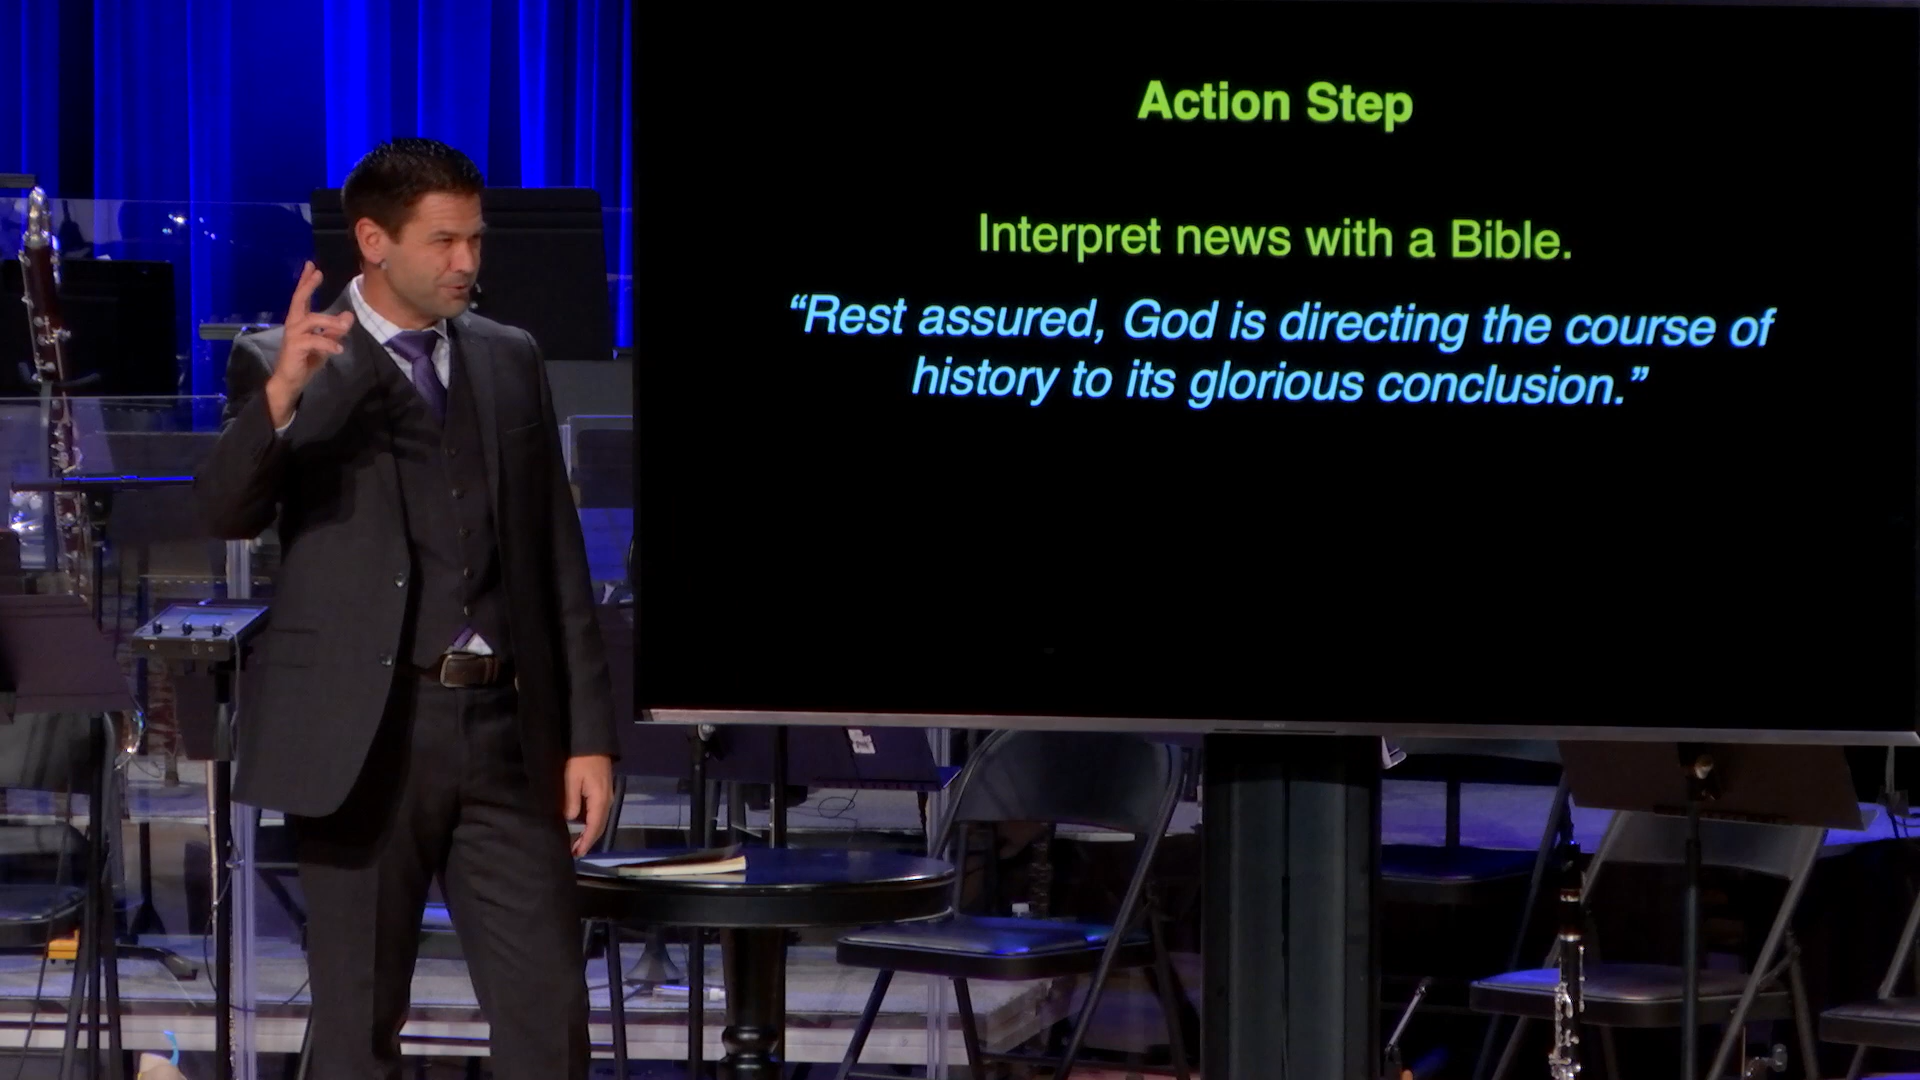 Action Step
Interpret news with a Bible.
“Rest assured, God is directing the course of
history to its glorious conclusion.”